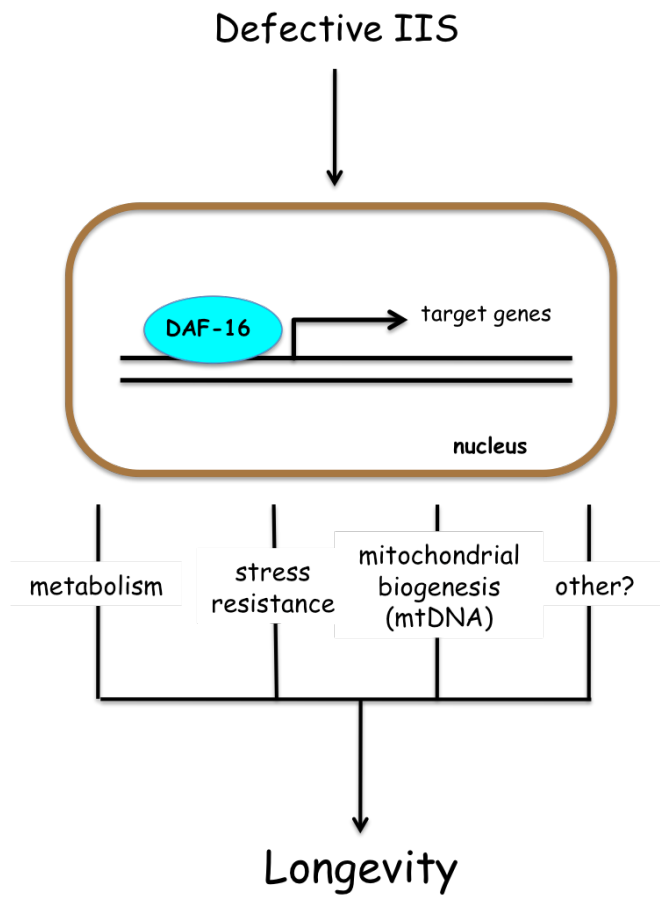 Defective IIS
DAF-16
target genes
nucleus
metabolism
stress
resistance
mitochondrial
biogenesis
(mtDNA)
other?
Longevity